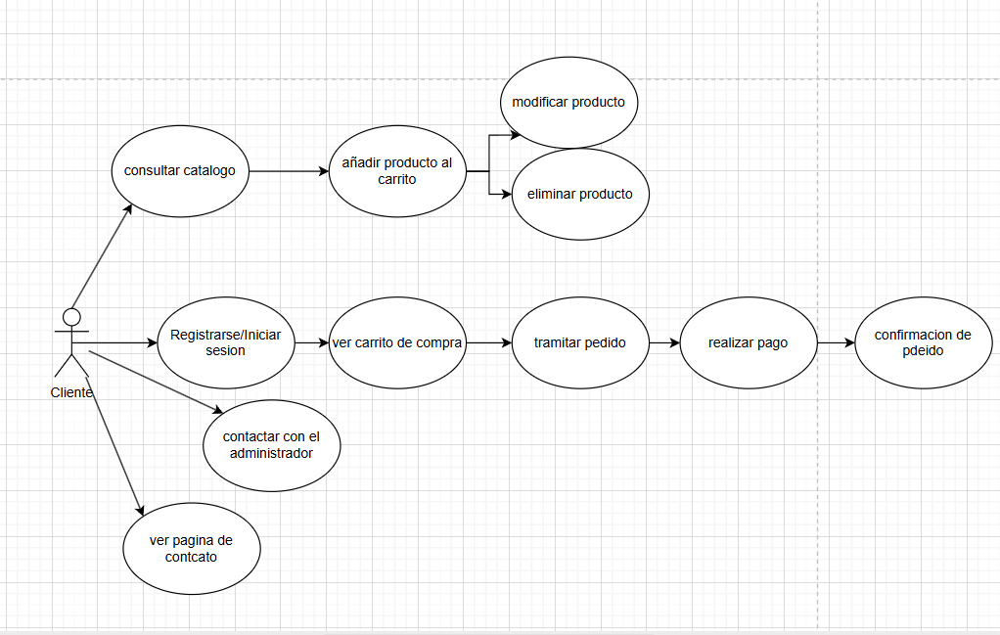 modificar producto
consultar catalogo
añadir producto al
carrito
eliminar producto
Registrarse/Iniciar
sesion
ver carrito de compra
tramitar pedido
realizar pago
confirmacion de
pdeido
Cliente
contactar con el
administrador
ver pagina de
contcato